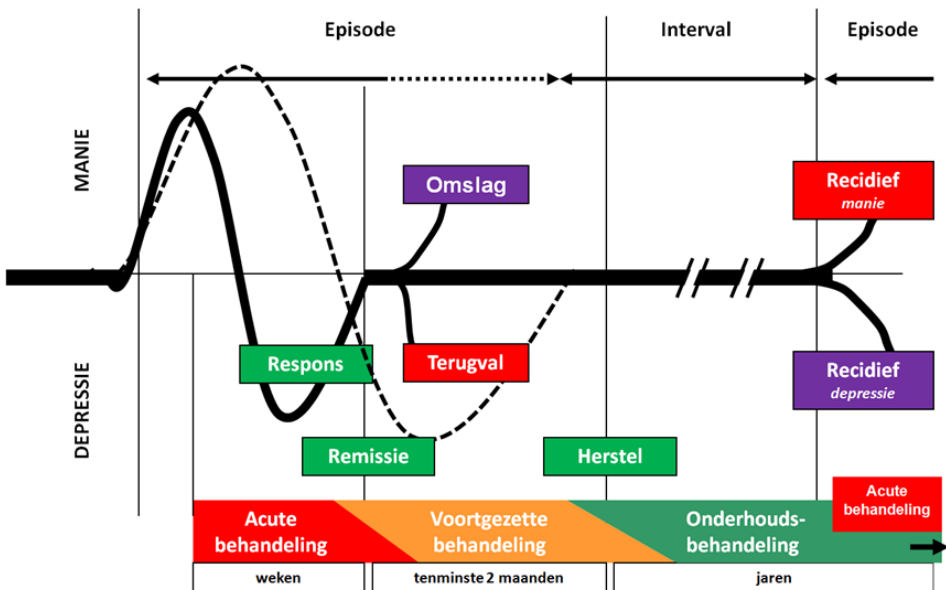 Episode
Interval
Episode
MANIE
DEPRESSIE
Omslag
Recidief
manie
Respons
Terugval
Recidief
depressie
Remissie
Herstel
Acute
behandeling
Voortgezette
behandeling
Onderhouds-
behandeling
Acute
behandeling
weken
tenminste 2 maanden
jaren